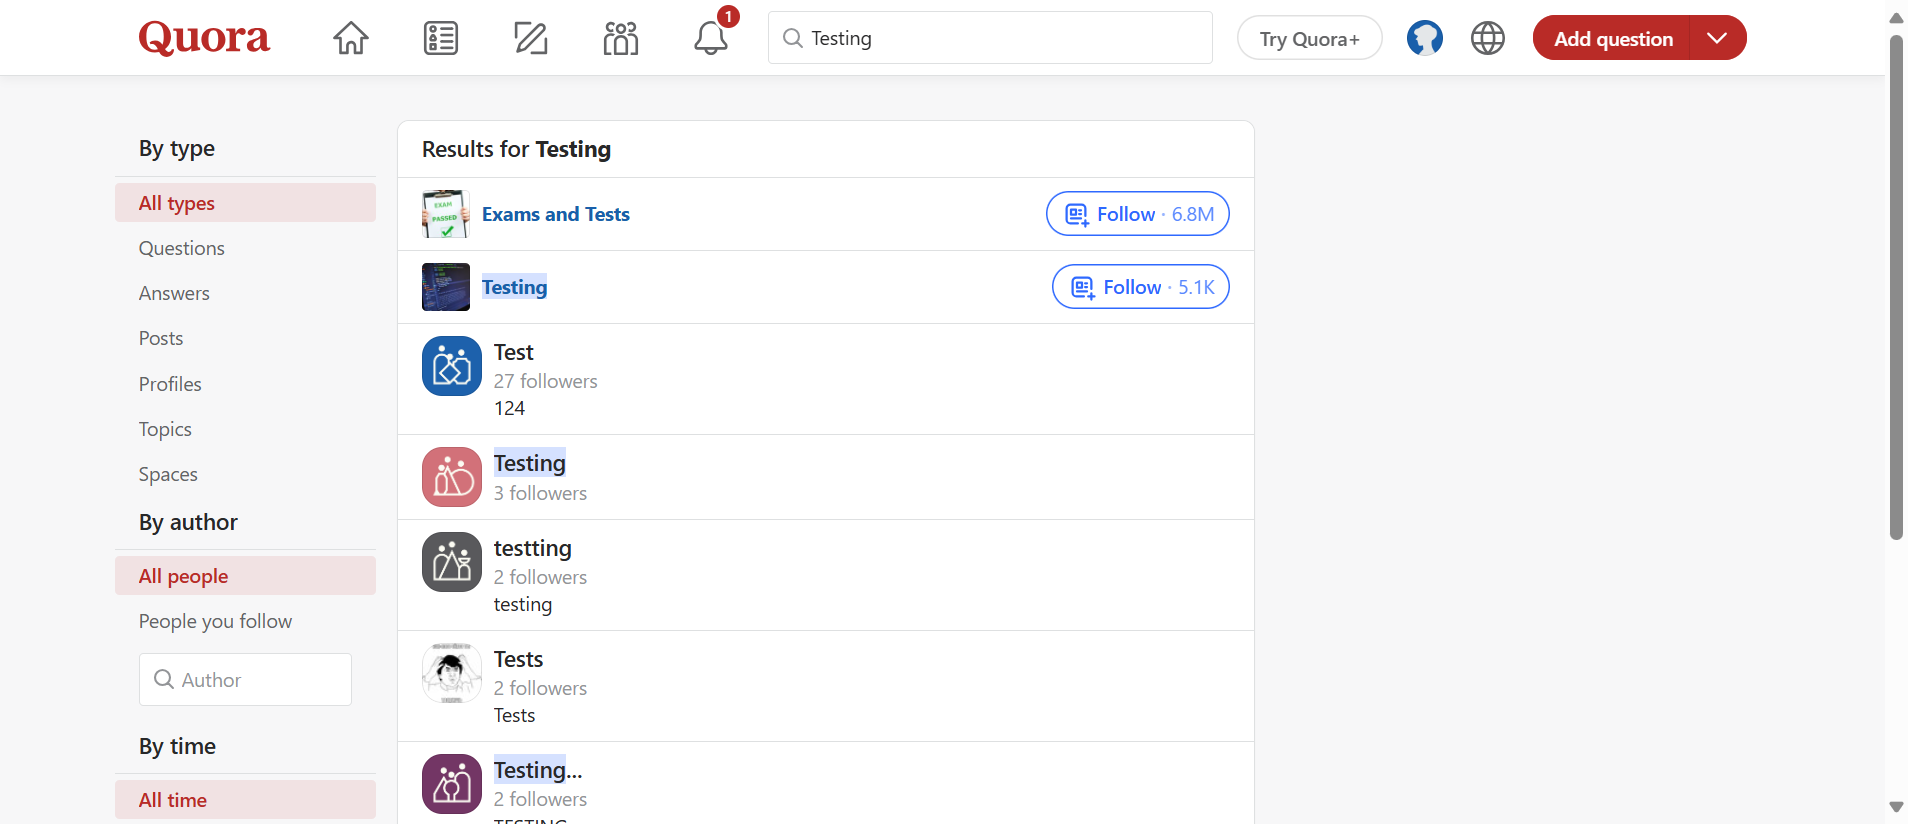 Quora
1
Testing
Try Quora+
Add question
By type
All types
Questions
Answers
Posts
Profiles
Topics
Spaces
By author
All people
People you follow
Author
By time
All time
Results for Testing
EXAM
PASSED
Exams and Tests
Follow · 6.8M
Testing
Follow · 5.1K
Test
27 followers
124
Testing
3 followers
testting
2 followers
testing
Tests
2 followers
Tests
Testing...
2 followers
TESTING